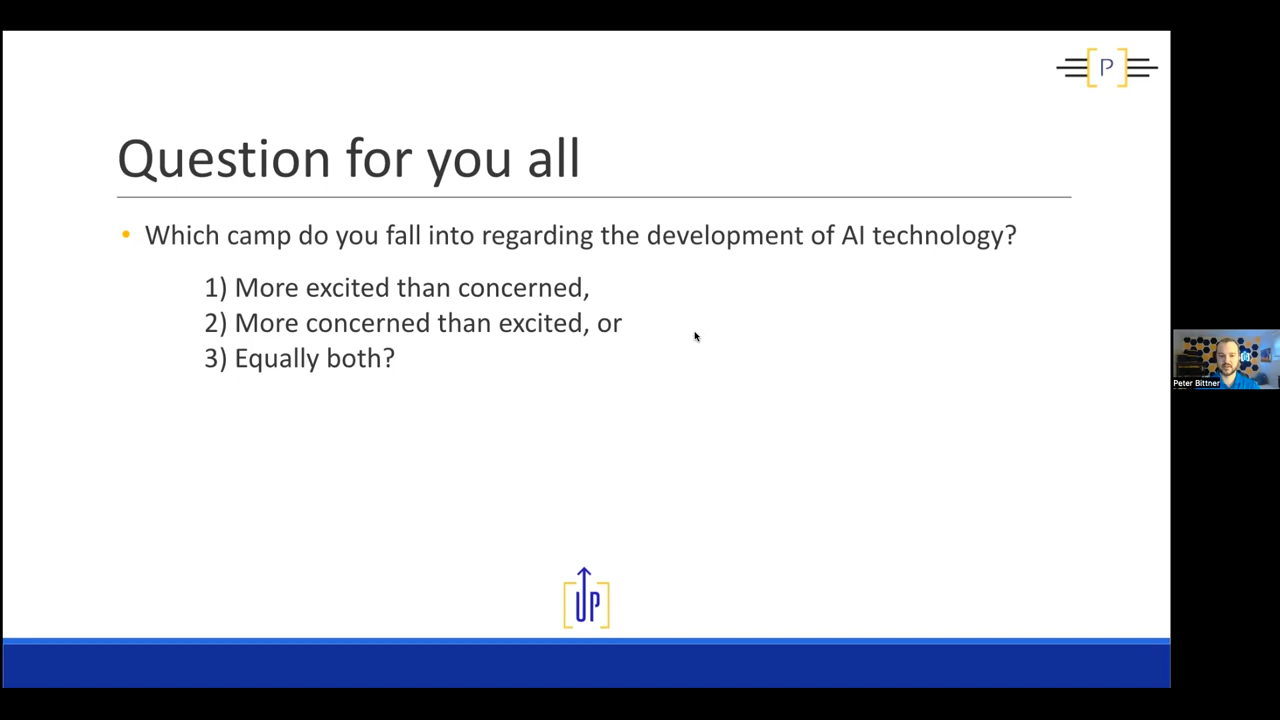 P
Question for you all
• Which camp do you fall into regarding the development of AI technology?
1) More excited than concerned,
2) More concerned than excited, or
3) Equally both?
Peter Bittner
UP